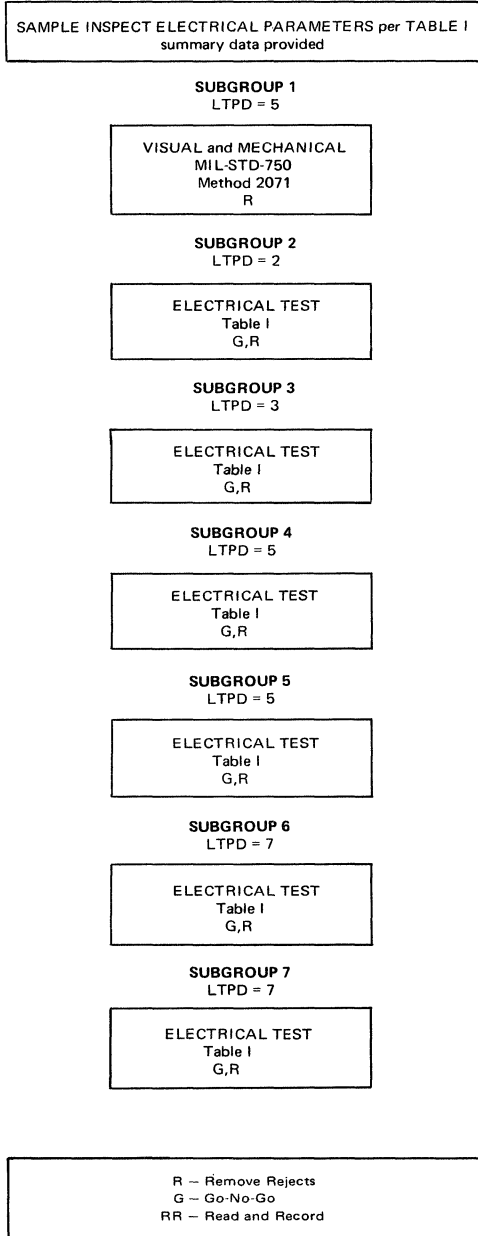 SAMPLE INSPECT ELECTRICAL PARAMETERS per TABLE I
summary data provided
SUBGROUP 1
LTPD = 5
VISUAL and MECHANICAL
MIL-STD-750
Method 2071
R
SUBGROUP 2
LTPD = 2
ELECTRICAL TEST
Table I
G,R
SUBGROUP 3
LTPD = 3
ELECTRICAL TEST
Table I
G,R
SUBGROUP 4
LTPD = 5
ELECTRICAL TEST
Table I
G,R
SUBGROUP 5
LTPD = 5
ELECTRICAL TEST
Table I
G,R
SUBGROUP 6
LTPD = 7
ELECTRICAL TEST
Table I
G,R
SUBGROUP 7
LTPD = 7
ELECTRICAL TEST
Table I
G,R
R – Remove Rejects
G – Go-No-Go
RR – Read and Record